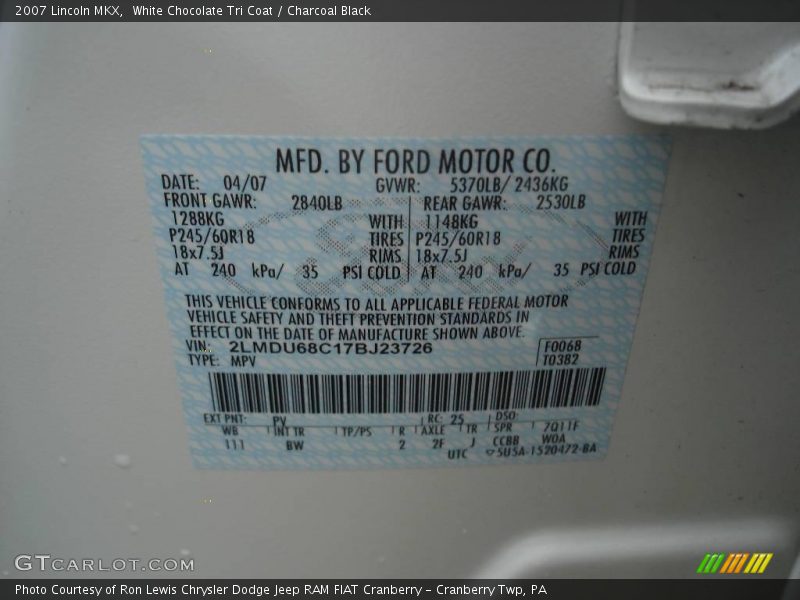 2007 Lincoln MKX,  White Chocolate Tri Coat / Charcoal Black
MFD. BY FORD MOTOR CO.
DATE: 04/07 GVWR: 5370LB/ 2436KG
FRONT GAWR: 2840LB REAR GAWR: 2530LB
1288KG WITH 1148KG WITH
P245/60R18 TIRES P245/60R18 TIRES
18x7.5J RIMS 18x7.5J RIMS
AT 240 kPa/ 35 PSI COLD AT 240 kPa/ 35 PSI COLD
THIS VEHICLE CONFORMS TO ALL APPLICABLE FEDERAL MOTOR
VEHICLE SAFETY AND THEFT PREVENTION STANDARDS IN
EFFECT ON THE DATE OF MANUFACTURE SHOWN ABOVE.
VIN: 2LMDU68C17BJ23726 F0068
TYPE: MPV T0382
EXT PNT: PV RC: 25 DSO:
WB INT TR TP/PS R AXLE TR SPR 7Q11F
111 BW 2 2F J CCBB WOA
UTC 5U5A-1520472-BA
GTCARLOT.COM
Photo Courtesy of Ron Lewis Chrysler Dodge Jeep RAM FIAT Cranberry – Cranberry Twp, PA